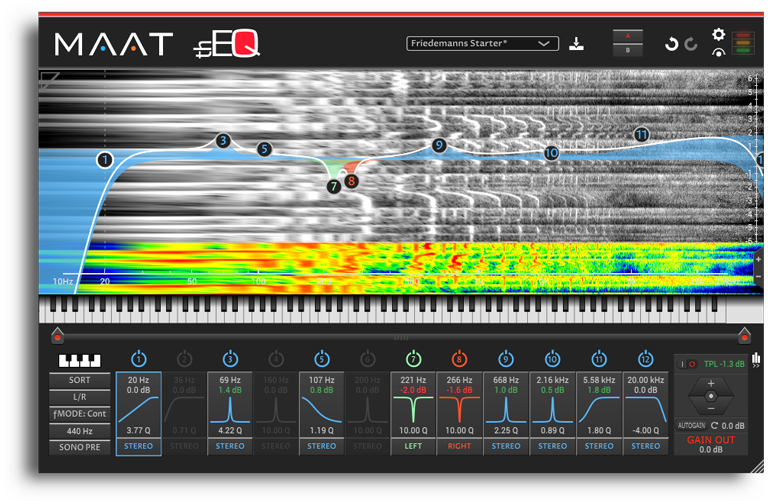 MAAT thEQ
Friedemanns Starter*
A
B
1 3 5 7 8 9 10 11
10Hz 20 50 100
1 2 3 4 5 6 7 8 9 10 11 12
SORT
L/R
ƒMODE: Cont
440 Hz
SONO PRE
20 Hz 36 Hz 69 Hz 150 Hz 107 Hz 200 Hz 221 Hz 266 Hz 668 Hz 2.16 kHz 5.58 kHz 20.00 kHz
0.0 dB 0.0 dB 1.4 dB 0.0 dB 0.8 dB 0.0 dB -2.0 dB -1.6 dB 1.0 dB 0.5 dB 1.8 dB 0.0 dB
3.77 Q 0.71 Q 4.22 Q 10.00 Q 1.19 Q 10.00 Q 10.00 Q 10.00 Q 2.25 Q 0.89 Q 1.80 Q -4.00 Q
STEREO STEREO STEREO STEREO STEREO STEREO LEFT RIGHT STEREO STEREO STEREO STEREO
TPL -1.3 dB
AUTOGAIN 0.0 dB
GAIN OUT
0.0 dB